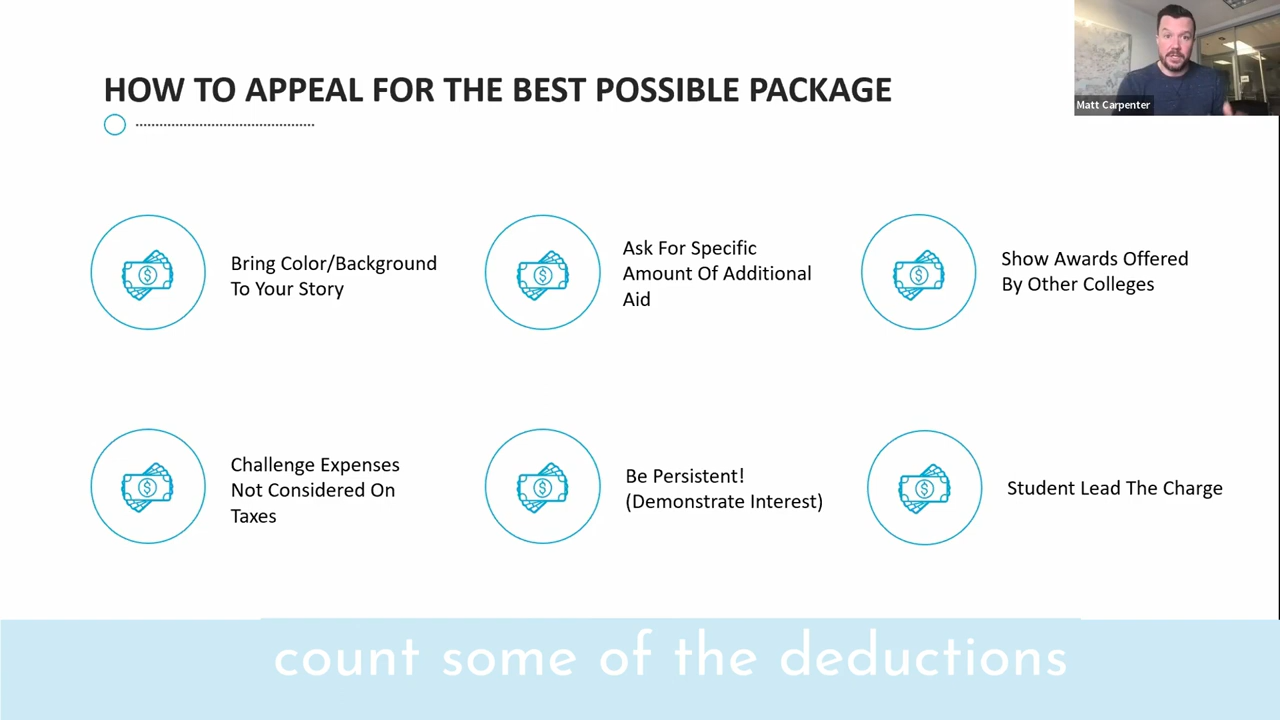 HOW TO APPEAL FOR THE BEST POSSIBLE PACKAGE
Matt Carpenter
Bring Color/Background
To Your Story
Ask For Specific
Amount Of Additional
Aid
Show Awards Offered
By Other Colleges
Challenge Expenses
Not Considered On
Taxes
Be Persistent!
(Demonstrate Interest)
Student Lead The Charge
count some of the deductions